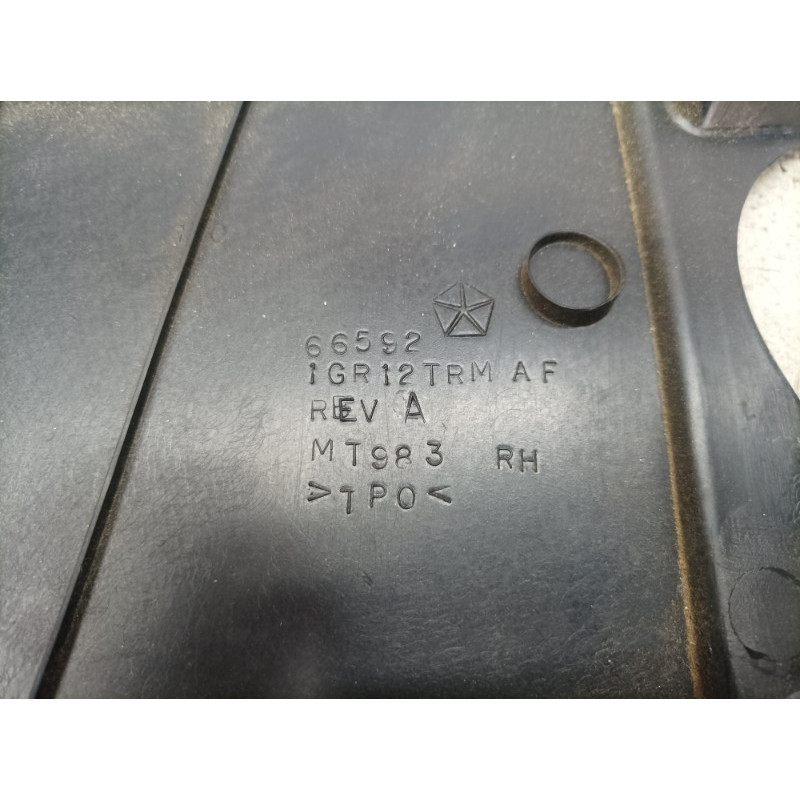 66592
1GR12TRM AF
REV A
MT983 RH
>TPO<